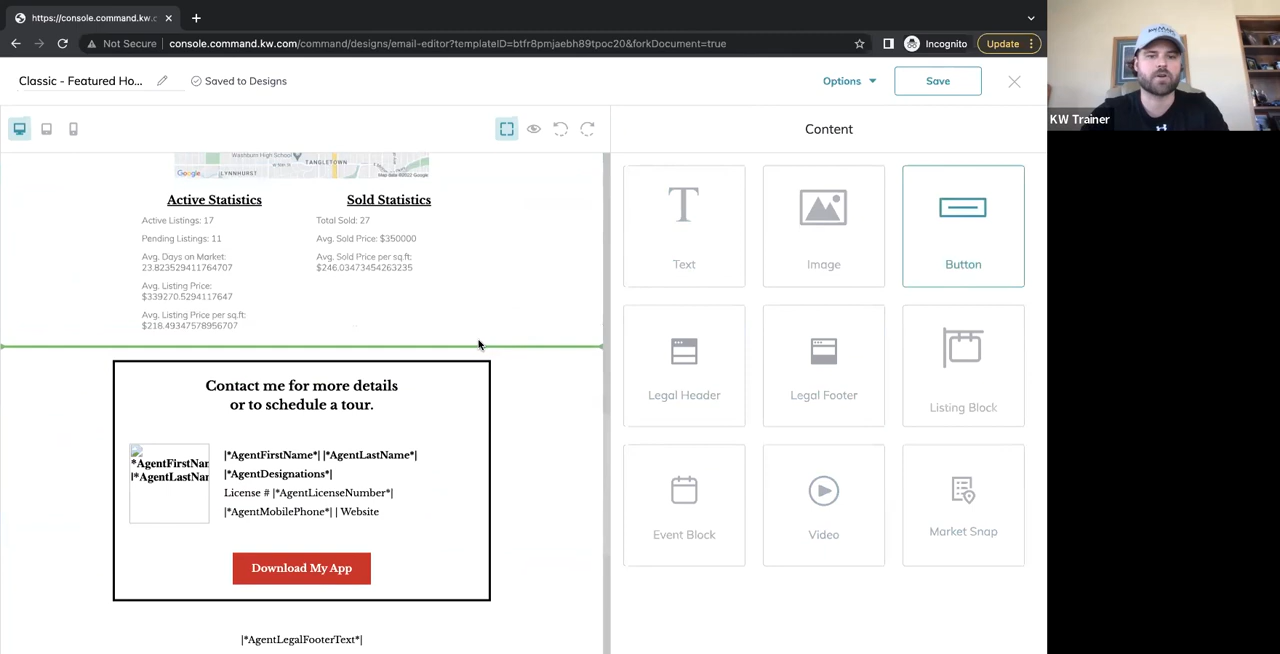 https://console.command.kw.c
Not Secure
console.command.kw.com/command/designs/email-editor?templateID=btfr8pmjaebh89tpoc20&forkDocument=true
Incognito
Update
KW Trainer
Classic - Featured Ho...
Saved to Designs
Options
Save
Content
Washburn High School
TANGLETOWN
LYNNHURST
Google
Map data ©2022 Google
Active Statistics
Sold Statistics
Active Listings: 17
Total Sold: 27
Pending Listings: 11
Avg. Sold Price: $350000
Avg. Days on Market:
23.823529411764707
Avg. Sold Price per sq.ft:
$246.03473454263235
Avg. Listing Price:
$339270.5294117647
Avg. Listing Price per sq.ft:
$218.49347578956707
Contact me for more details
or to schedule a tour.
*AgentFirstNam
|*AgentLastNar
|*AgentFirstName*| |*AgentLastName*|
|*AgentDesignations*|
License # |*AgentLicenseNumber*|
|*AgentMobilePhone*| | Website
Download My App
|*AgentLegalFooterText*|
Text
Image
Button
Legal Header
Legal Footer
Listing Block
Event Block
Video
Market Snap